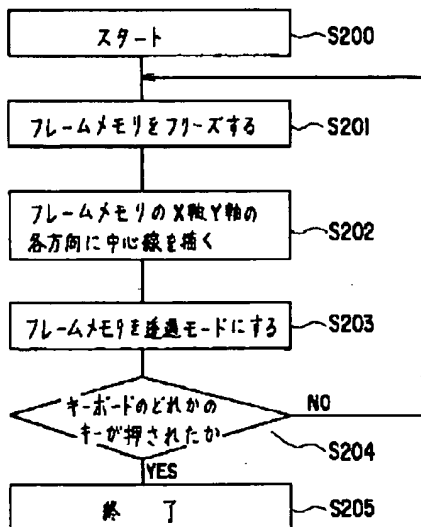 スタート
S200
フレームメモリをフリーズする
S201
フレームメモリのX軸Y軸の
各方向に中心線を描く
S202
フレームメモリを透過モードにする
S203
キーボードのどれかの
キーが押されたか
NO
S204
YES
終了
S205